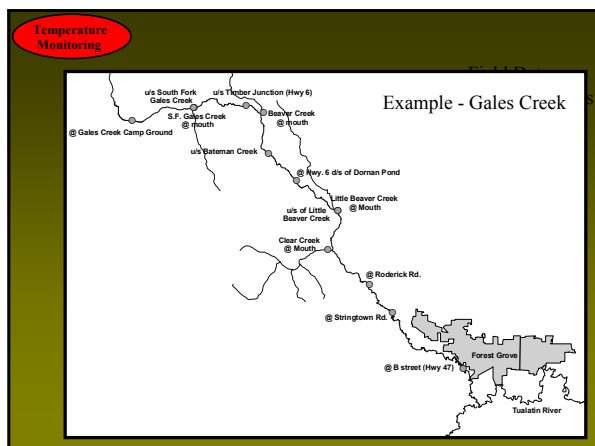 Temperature
Monitoring
Example - Gales Creek
u/s South Fork
Gales Creek
u/s Timber Junction (Hwy 6)
@ Gales Creek Camp Ground
S.F. Gales Creek
@ mouth
Beaver Creek
@ mouth
u/s Bateman Creek
@ Hwy. 6 d/s of Dornan Pond
Little Beaver Creek
@ Mouth
u/s of Little
Beaver Creek
Clear Creek
@ Mouth
@ Roderick Rd.
@ Stringtown Rd.
Forest Grove
@ B street (Hwy 47)
Tualatin River